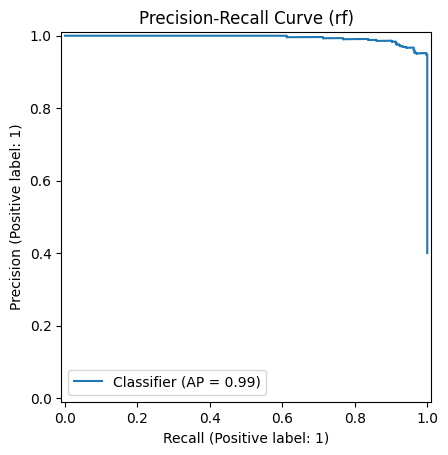 Precision-Recall Curve (rf)
1.0
0.8
0.6
0.4
0.2
0.0
Precision (Positive label: 1)
Classifier (AP = 0.99)
0.0 0.2 0.4 0.6 0.8 1.0
Recall (Positive label: 1)